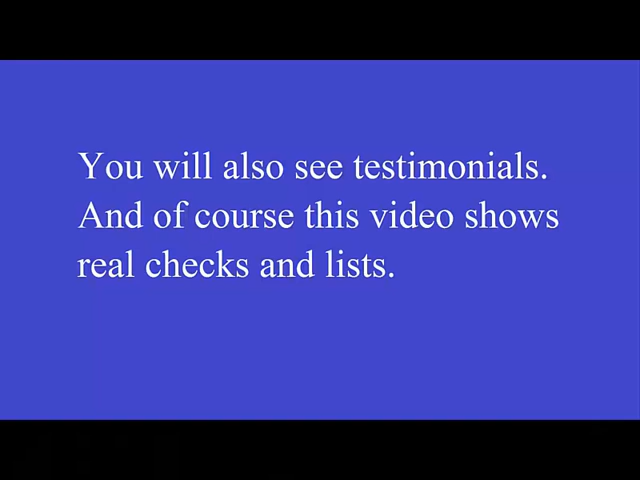 You will also see testimonials.
And of course this video shows
real checks and lists.